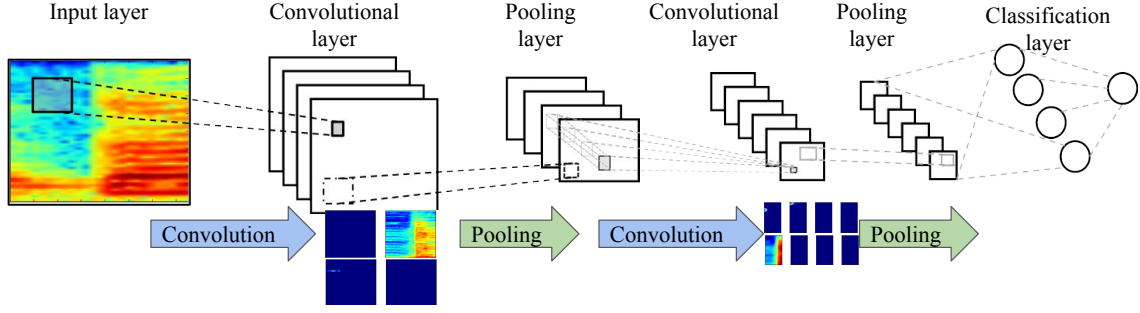 Input layer
Convolutional
layer
Pooling
layer
Convolutional
layer
Pooling
layer
Classification
layer
Convolution
Pooling
Convolution
Pooling